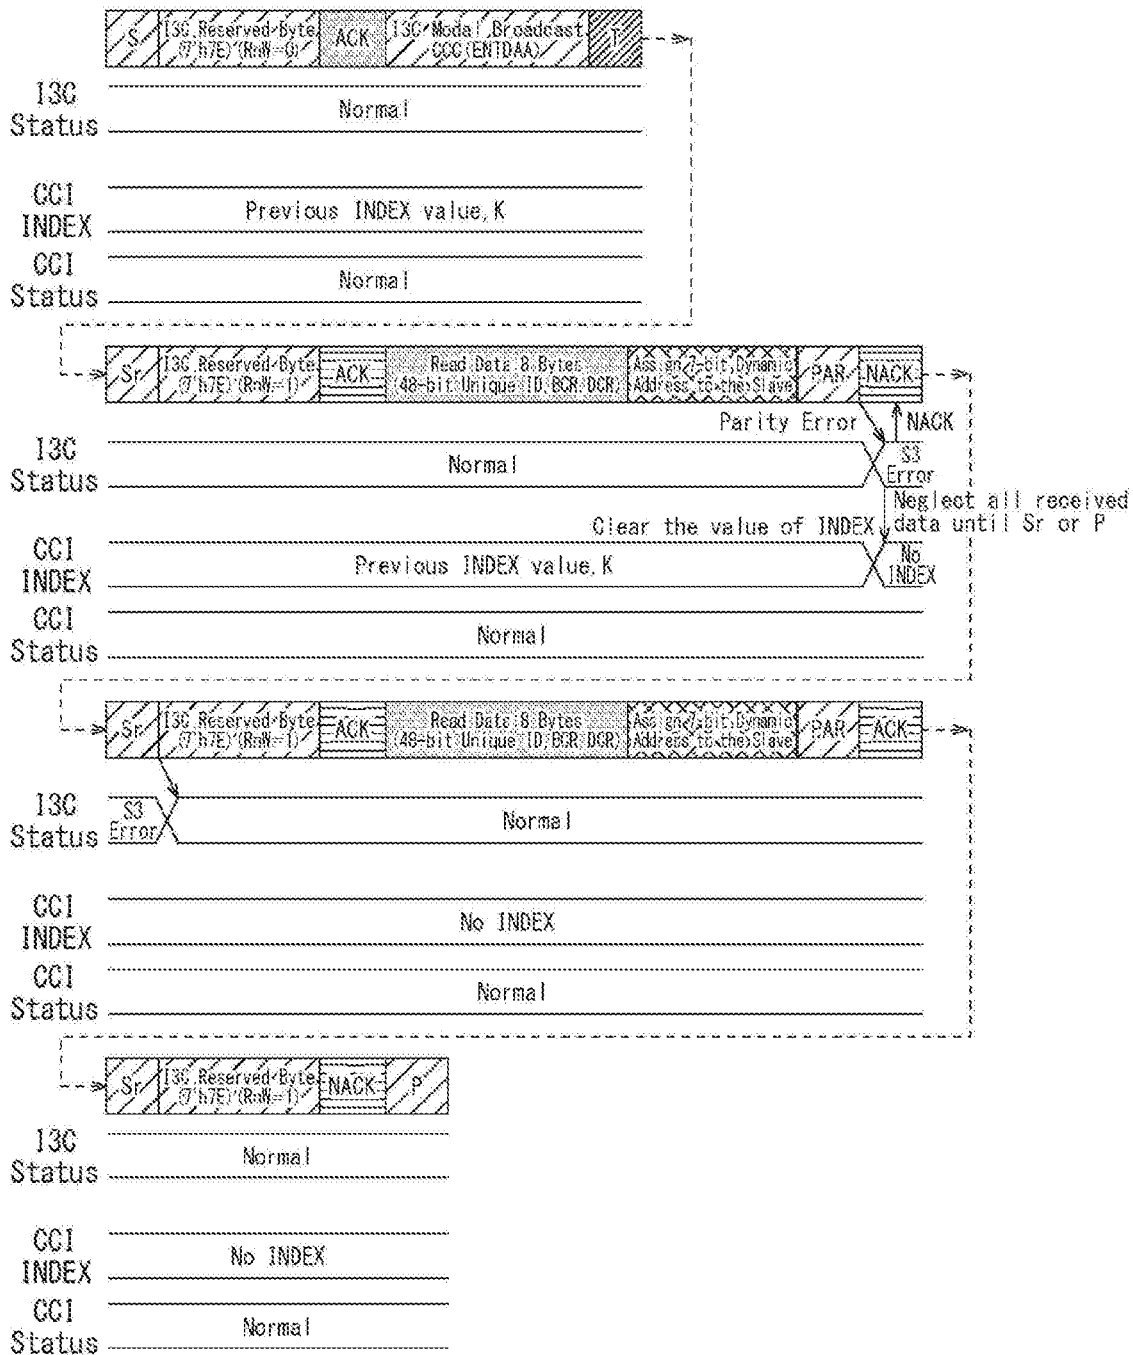 S I3C Reserved Byte (7'h7E) (RnW=0) ACK I3C Modal Broadcast CCC (ENTDAA) T
I3C Status Normal
CCI INDEX Previous INDEX value,K
CCI Status Normal
Sr I3C Reserved Byte (7'h7E) (RnW=1) ACK Read Data 8 Bytes (48-bit Unique ID, BCR, DCR) Assign 7-bit Dynamic Address to the Slave PAR NACK
Parity Error NACK
I3C Status Normal S3 Error
Neglect all received data until Sr or P
Clear the value of INDEX
CCI INDEX Previous INDEX value,K No INDEX
CCI Status Normal
Sr I3C Reserved Byte (7'h7E) (RnW=1) ACK Read Data 8 Bytes (48-bit Unique ID, BCR, DCR) Assign 7-bit Dynamic Address to the Slave PAR ACK
I3C Status S3 Error Normal
CCI INDEX No INDEX
CCI Status Normal
Sr I3C Reserved Byte (7'h7E) (RnW=1) NACK P
I3C Status Normal
CCI INDEX No INDEX
CCI Status Normal